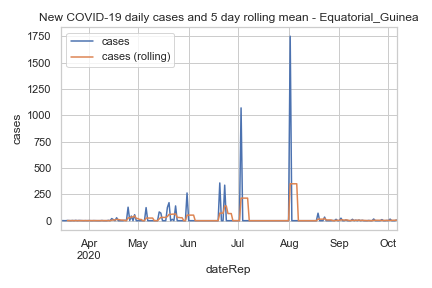 New COVID-19 daily cases and 5 day rolling mean - Equatorial_Guinea
cases
cases (rolling)
1750
1500
1250
1000
750
500
250
0
cases
Apr May Jun Jul Aug Sep Oct
2020
dateRep